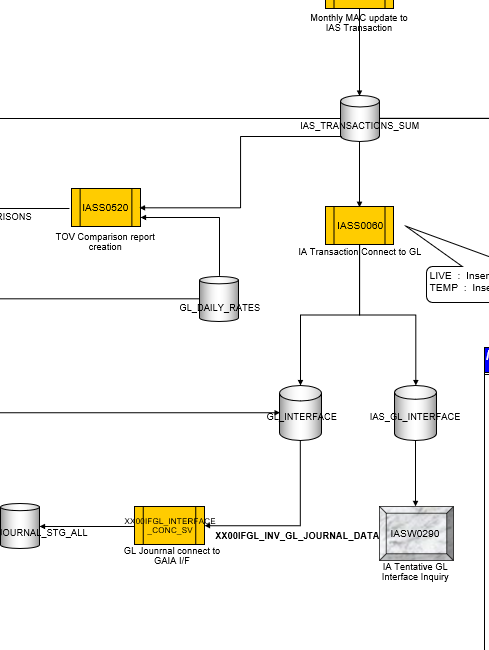 Monthly MAC update to
IAS Transaction
IAS_TRANSACTIONS_SUM
IASS0520
RISONS
TOV Comparison report
creation
IASS0060
IA Transaction Connect to GL
LIVE : Inser
TEMP : Inse
GL_DAILY_RATES
GL_INTERFACE
IAS_GL_INTERFACE
JOURNAL_STG_ALL
XX00IFGL_INTERFACE
_CONC_SV
GL Jounrnal connect to
GAIA I/F
XX00IFGL_INV_GL_JOURNAL_DATA
IASW0290
IA Tentative GL
Interface Inquiry